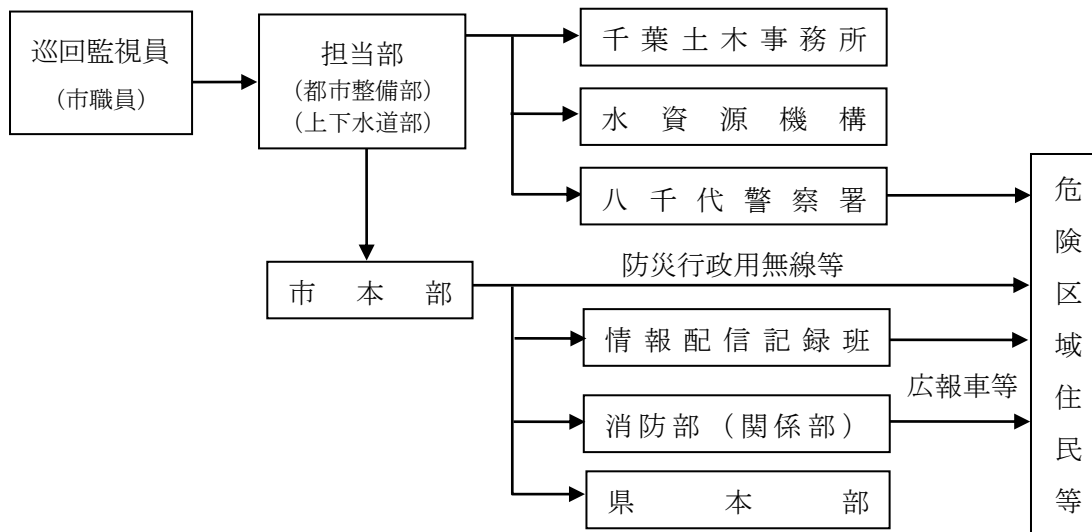 巡回監視員
（市職員）
担当部
（都市整備部）
（上下水道部）
千葉土木事務所
水資源機構
八千代警察署
市本部
防災行政用無線等
情報配信記録班
広報車等
消防部（関係部）
県本部
危険区域住民等